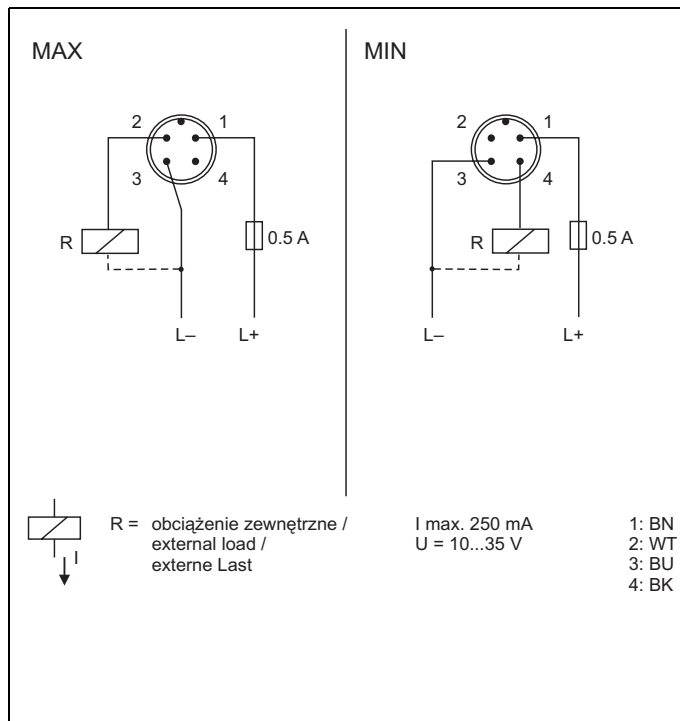 MAX
2 1
3 4
R
0.5 A
L– L+
MIN
2 1
3 4
R
0.5 A
L– L+
I
R = obciążenie zewnętrzne /
external load /
externe Last
I max. 250 mA
U = 10...35 V
1: BN
2: WT
3: BU
4: BK